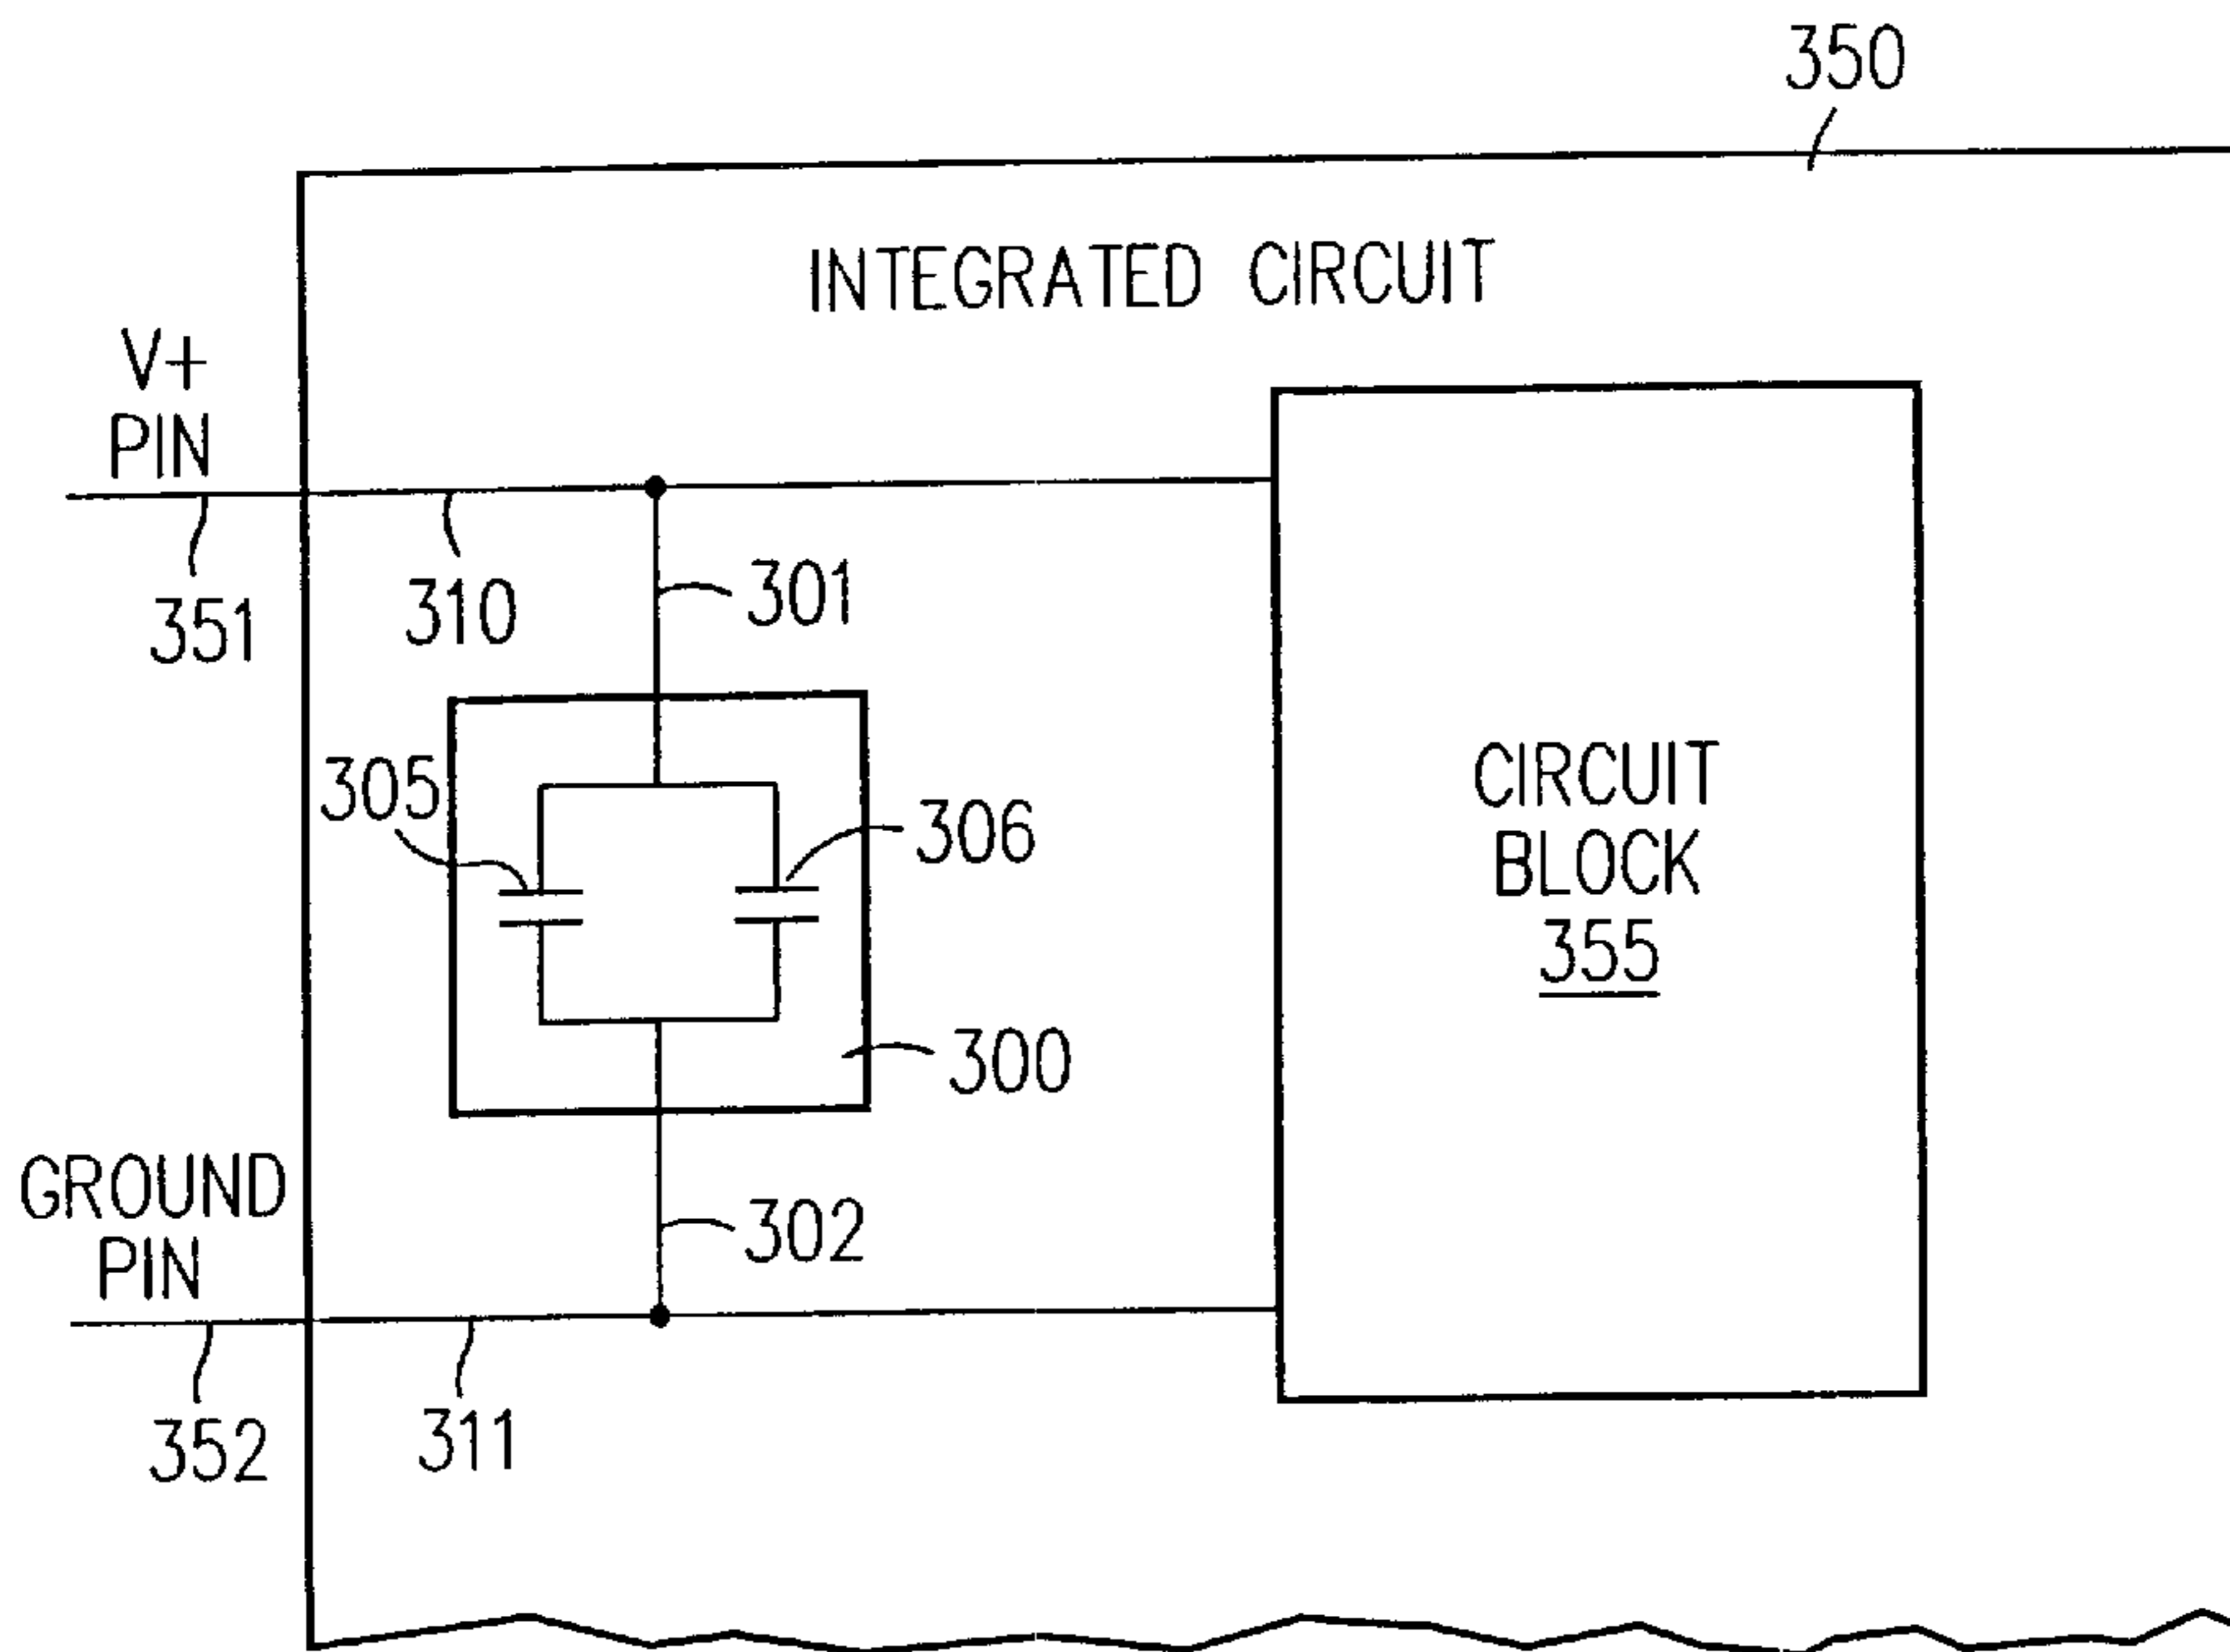 350
INTEGRATED CIRCUIT
V+
PIN
351
310
301
305
306
CIRCUIT
BLOCK
355
300
GROUND
PIN
302
352
311